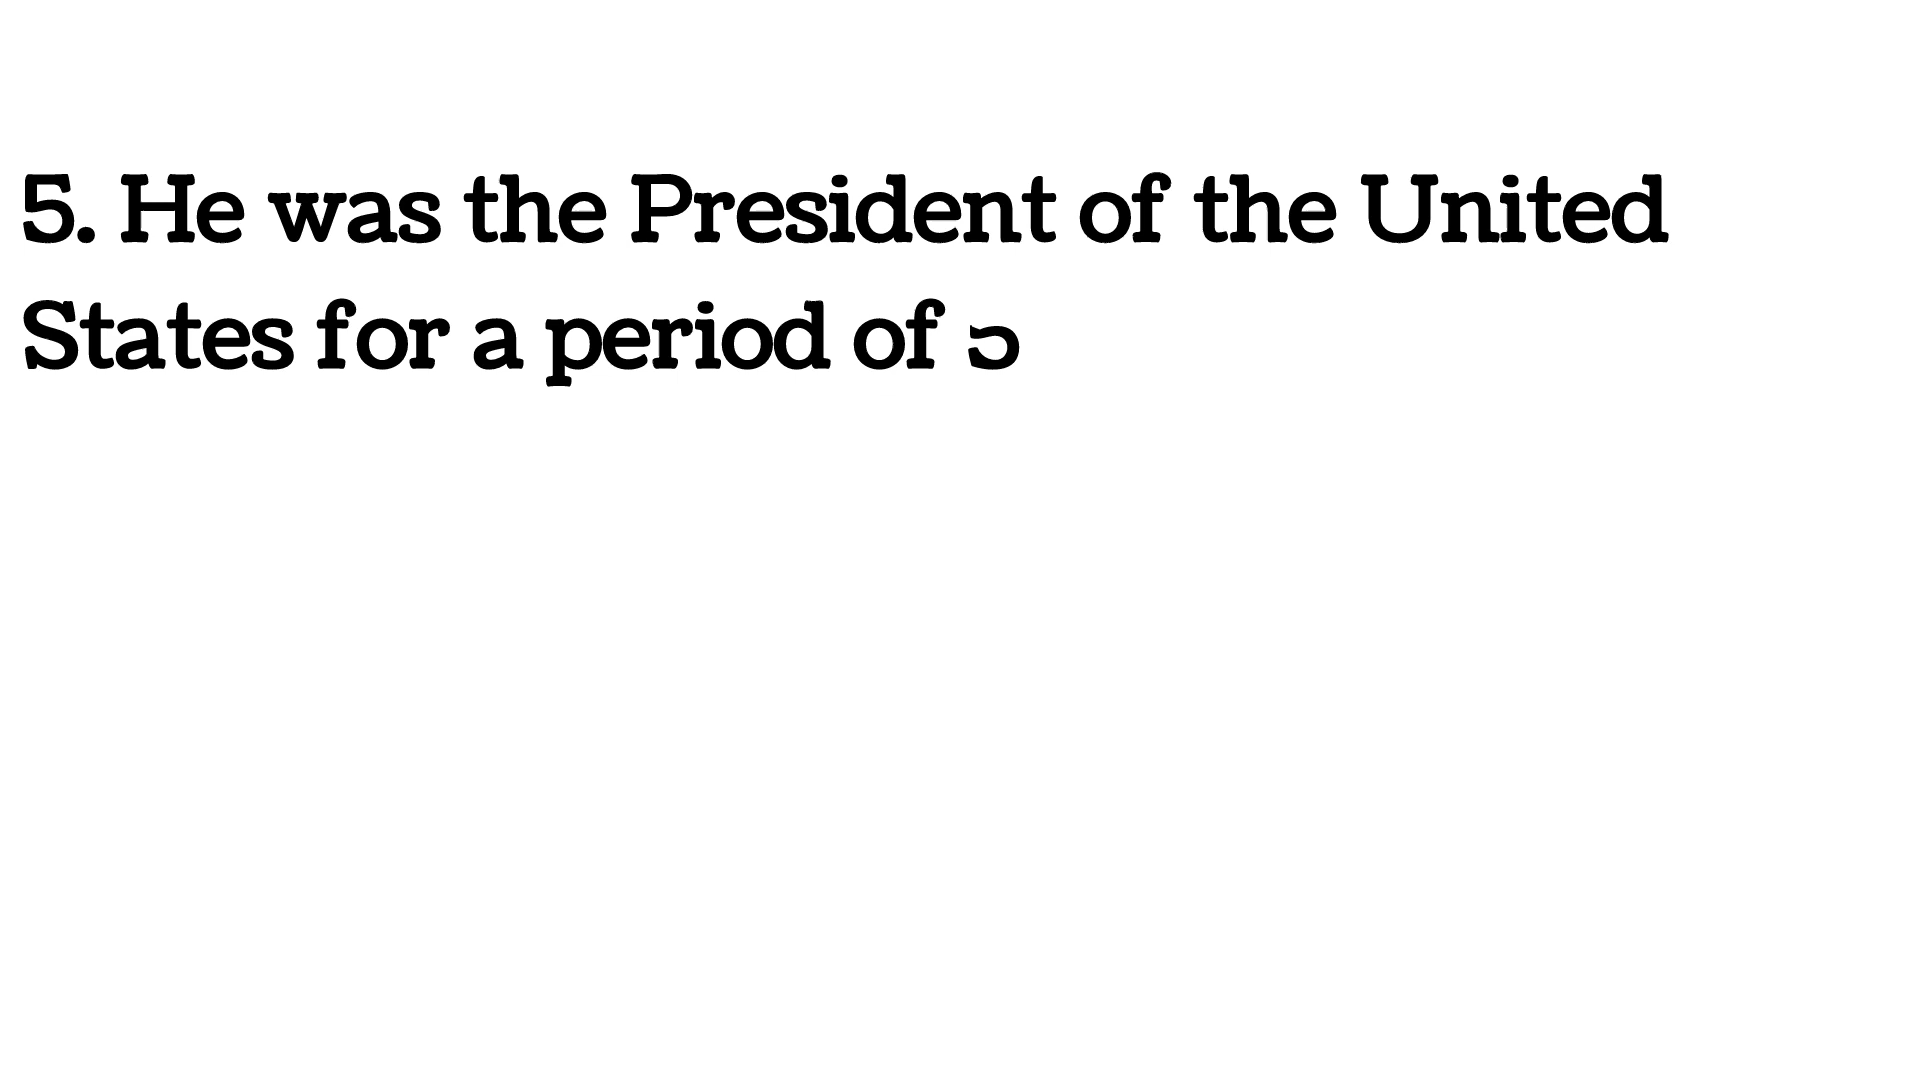 5. He was the President of the United
States for a period of